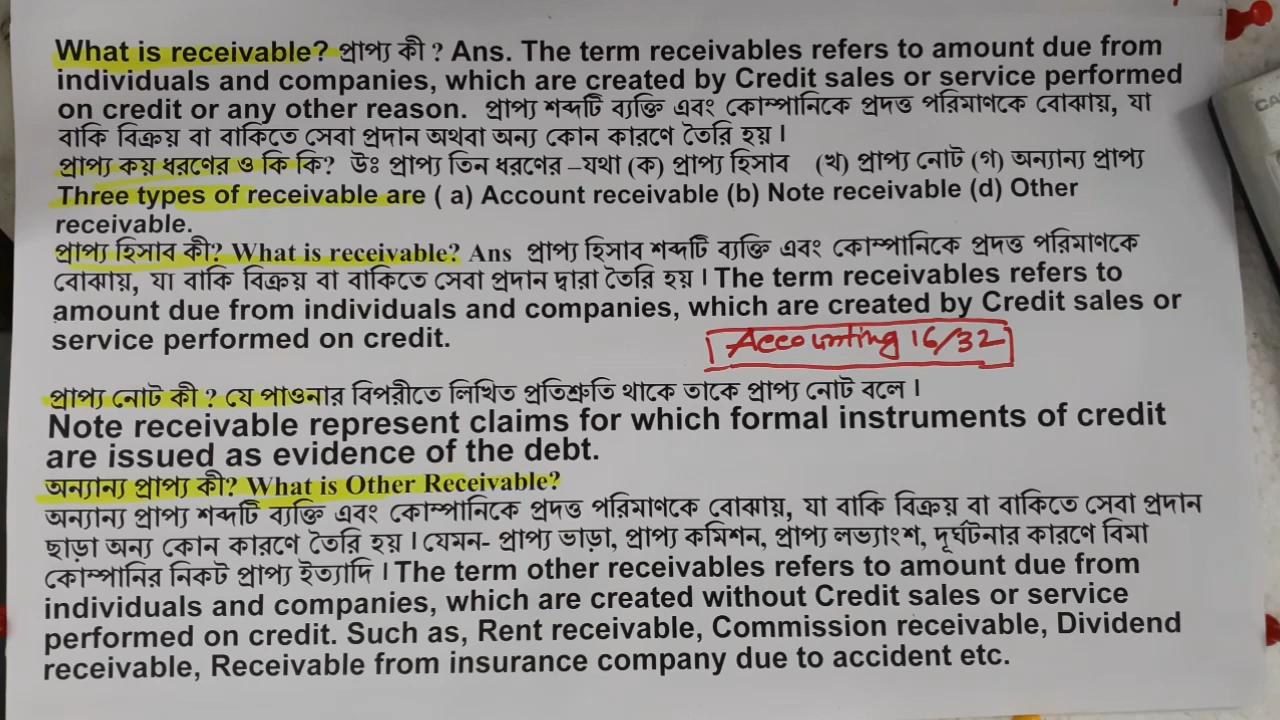 What is receivable? প্রাপ্য কী ? Ans. The term receivables refers to amount due from
individuals and companies, which are created by Credit sales or service performed
on credit or any other reason. প্রাপ্য শব্দটি ব্যক্তি এবং কোম্পানিকে প্রদত্ত পরিমাণকে বোঝায়, যা
বাকি বিক্রয় বা বাকিতে সেবা প্রদান অথবা অন্য কোন কারণে তৈরি হয়।
প্রাপ্য কয় ধরণের ও কি কি? উঃ প্রাপ্য তিন ধরণের –যথা (ক) প্রাপ্য হিসাব (খ) প্রাপ্য নোট (গ) অন্যান্য প্রাপ্য
Three types of receivable are ( a) Account receivable (b) Note receivable (d) Other
receivable.
প্রাপ্য হিসাব কী? What is receivable? Ans প্রাপ্য হিসাব শব্দটি ব্যক্তি এবং কোম্পানিকে প্রদত্ত পরিমাণকে
বোঝায়, যা বাকি বিক্রয় বা বাকিতে সেবা প্রদান দ্বারা তৈরি হয়। The term receivables refers to
amount due from individuals and companies, which are created by Credit sales or
service performed on credit.
Accounting 16/32
প্রাপ্য নোট কী ? যে পাওনার বিপরীতে লিখিত প্রতিশ্রুতি থাকে তাকে প্রাপ্য নোট বলে।
Note receivable represent claims for which formal instruments of credit
are issued as evidence of the debt.
অন্যান্য প্রাপ্য কী? What is Other Receivable?
অন্যান্য প্রাপ্য শব্দটি ব্যক্তি এবং কোম্পানিকে প্রদত্ত পরিমাণকে বোঝায়, যা বাকি বিক্রয় বা বাকিতে সেবা প্রদান
ছাড়া অন্য কোন কারণে তৈরি হয়। যেমন- প্রাপ্য ভাড়া, প্রাপ্য কমিশন, প্রাপ্য লভ্যাংশ, দূর্ঘটনার কারণে বিমা
কোম্পানির নিকট প্রাপ্য ইত্যাদি। The term other receivables refers to amount due from
individuals and companies, which are created without Credit sales or service
performed on credit. Such as, Rent receivable, Commission receivable, Dividend
receivable, Receivable from insurance company due to accident etc.